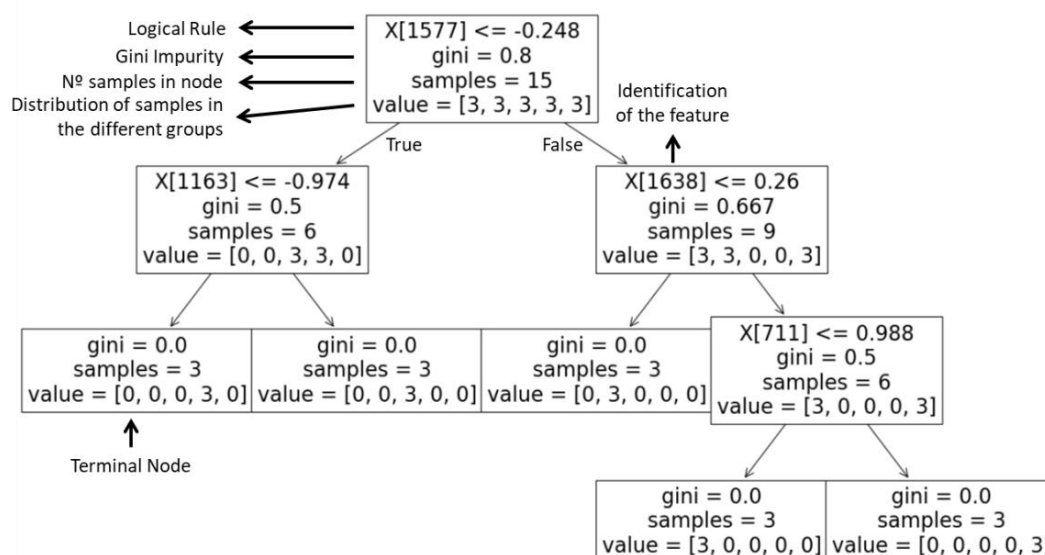 Logical Rule
Gini Impurity
Nº samples in node
Distribution of samples in
the different groups
X[1577] <= -0.248
gini = 0.8
samples = 15
value = [3, 3, 3, 3, 3]
Identification
of the feature
True
False
X[1163] <= -0.974
gini = 0.5
samples = 6
value = [0, 0, 3, 3, 0]
X[1638] <= 0.26
gini = 0.667
samples = 9
value = [3, 3, 0, 0, 3]
gini = 0.0
samples = 3
value = [0, 0, 0, 3, 0]
gini = 0.0
samples = 3
value = [0, 0, 3, 0, 0]
gini = 0.0
samples = 3
value = [0, 3, 0, 0, 0]
X[711] <= 0.988
gini = 0.5
samples = 6
value = [3, 0, 0, 0, 3]
Terminal Node
gini = 0.0
samples = 3
value = [3, 0, 0, 0, 0]
gini = 0.0
samples = 3
value = [0, 0, 0, 0, 3]